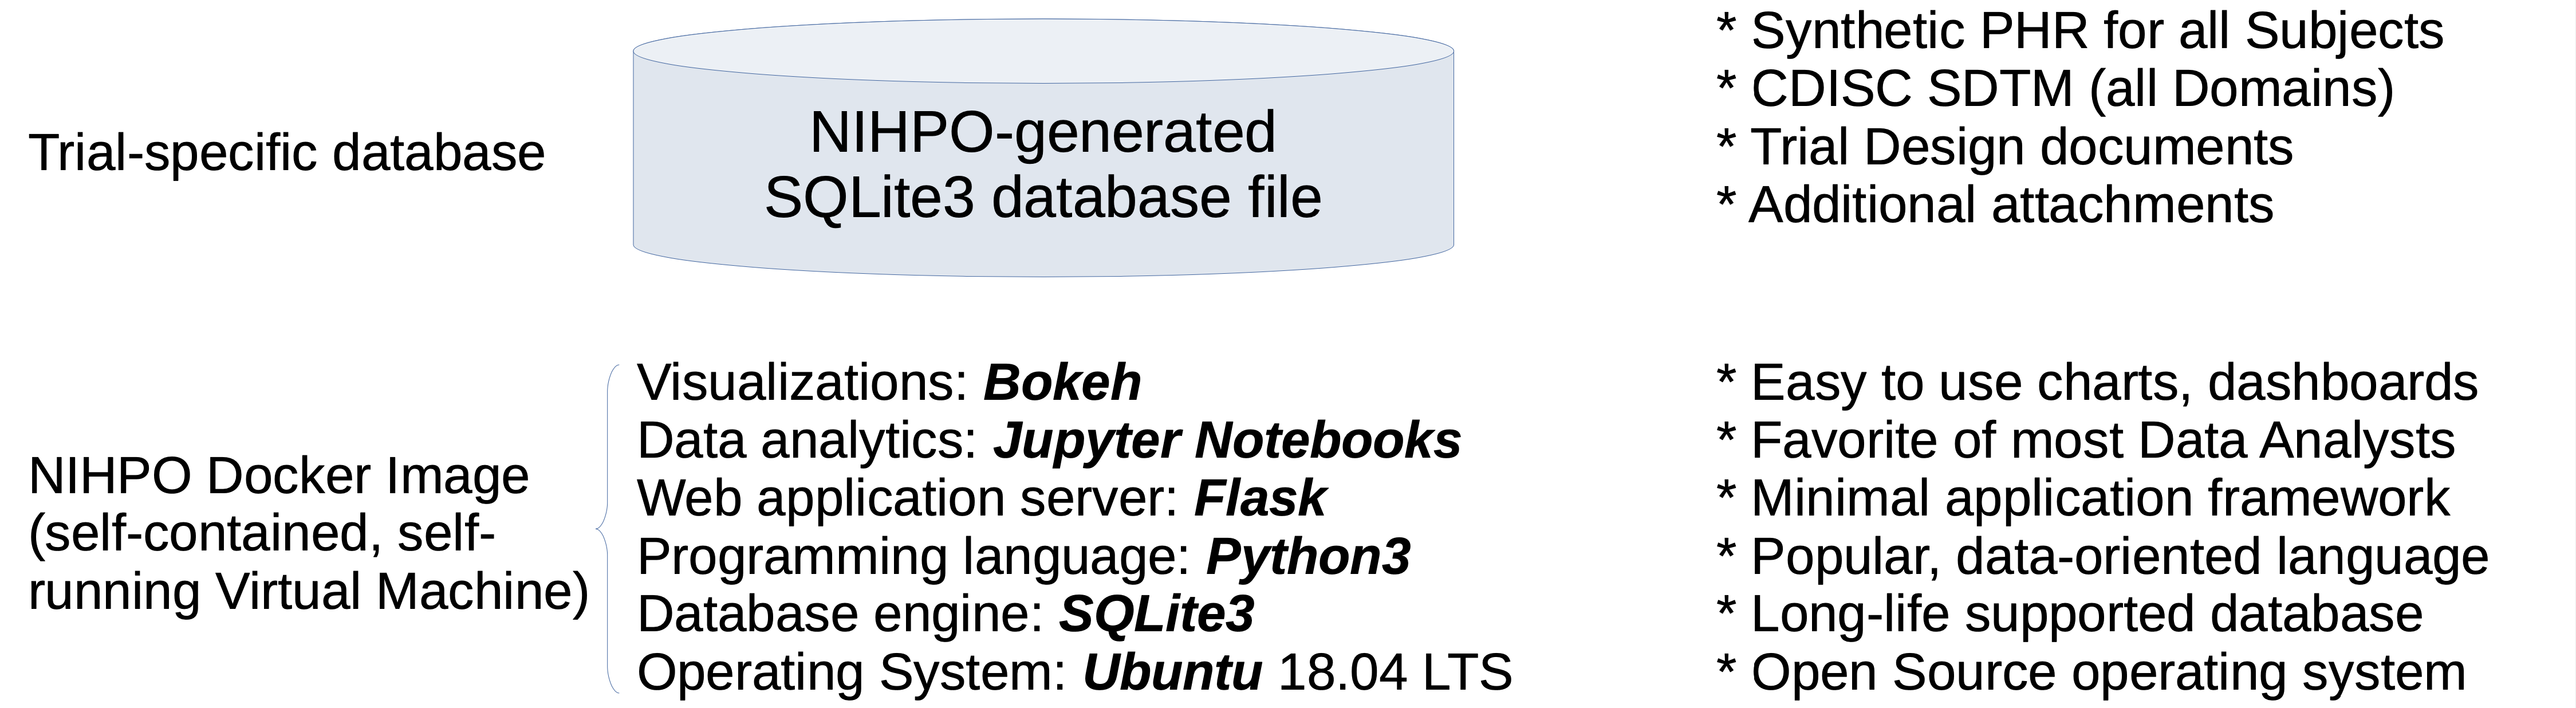 Trial-specific database
NIHPO-generated
SQLite3 database file
* Synthetic PHR for all Subjects
* CDISC SDTM (all Domains)
* Trial Design documents
* Additional attachments
NIHPO Docker Image
(self-contained, self-
running Virtual Machine)
Visualizations: Bokeh
Data analytics: Jupyter Notebooks
Web application server: Flask
Programming language: Python3
Database engine: SQLite3
Operating System: Ubuntu 18.04 LTS
* Easy to use charts, dashboards
* Favorite of most Data Analysts
* Minimal application framework
* Popular, data-oriented language
* Long-life supported database
* Open Source operating system